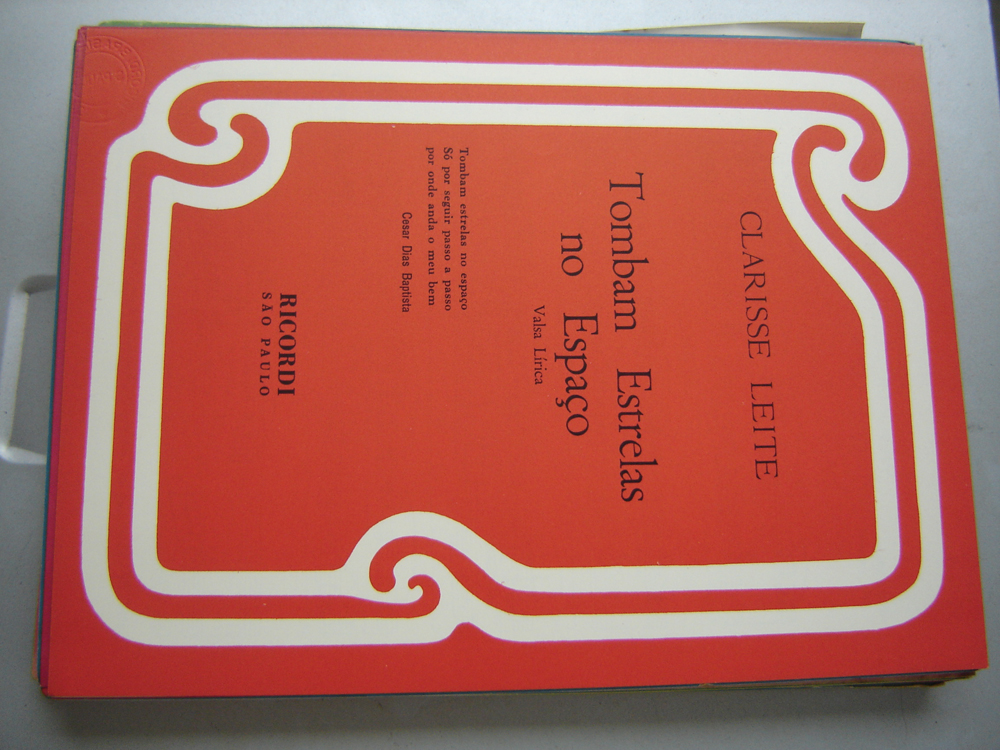 CLARISSE LEITE
Tombam Estrelas
no Espaço
Valsa Lírica
Tombam estrelas no espaço
Só por seguir passo a passo
por onde anda o meu bem
Cesar Dias Baptista
RICORDI
SÃO PAULO